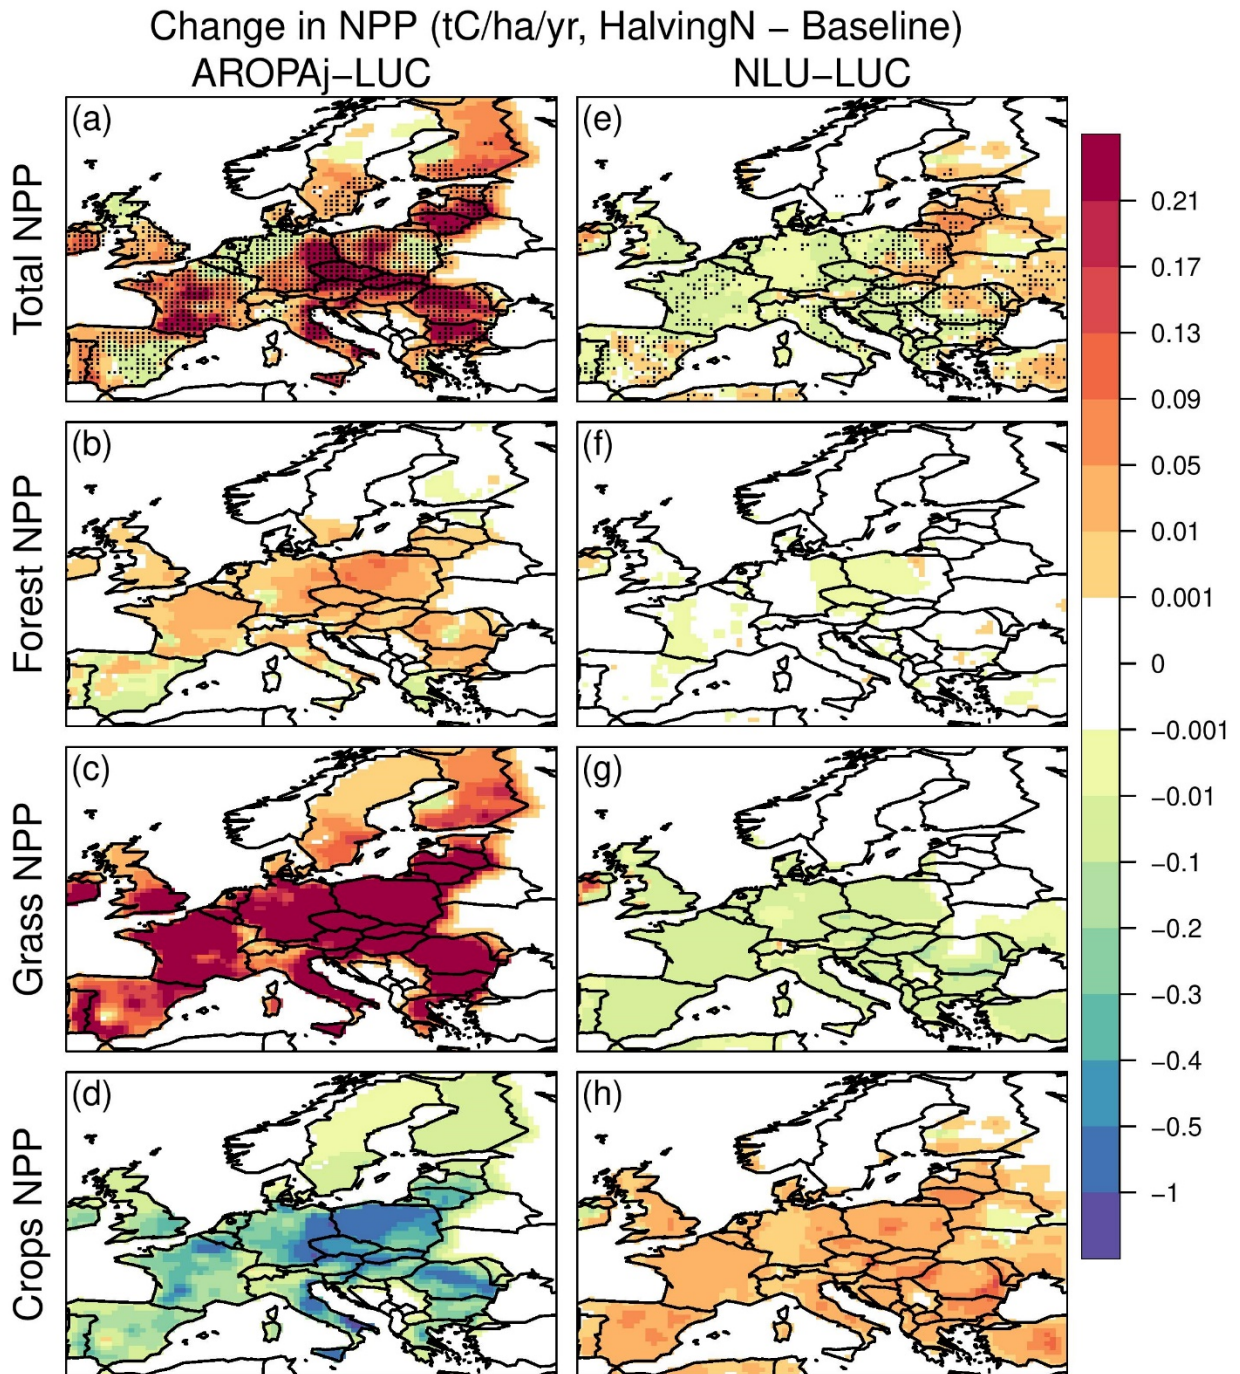 Change in NPP (tC/ha/yr, HalvingN − Baseline)
AROPAj−LUC
NLU−LUC
Total NPP
(a)
(e)
Forest NPP
(b)
(f)
Grass NPP
(c)
(g)
Crops NPP
(d)
(h)
0.21
0.17
0.13
0.09
0.05
0.01
0.001
0
−0.001
−0.01
−0.1
−0.2
−0.3
−0.4
−0.5
−1